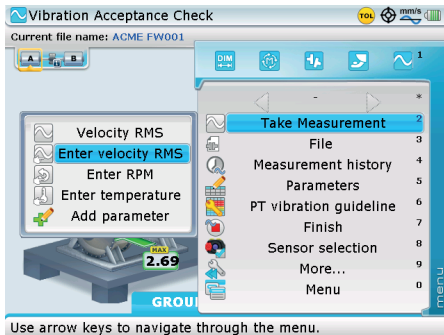 Vibration Acceptance Check
TOL
mm/s
Current file name: ACME FW001
A
B
DIM
1
-
*
Velocity RMS
Enter velocity RMS
Enter RPM
Enter temperature
Add parameter
Take Measurement 2
File 3
Measurement history 4
Parameters 5
PT vibration guideline 6
Finish 7
Sensor selection 8
More... 9
Menu 0
MAX
2.69
GROU
menu
Use arrow keys to navigate through the menu.